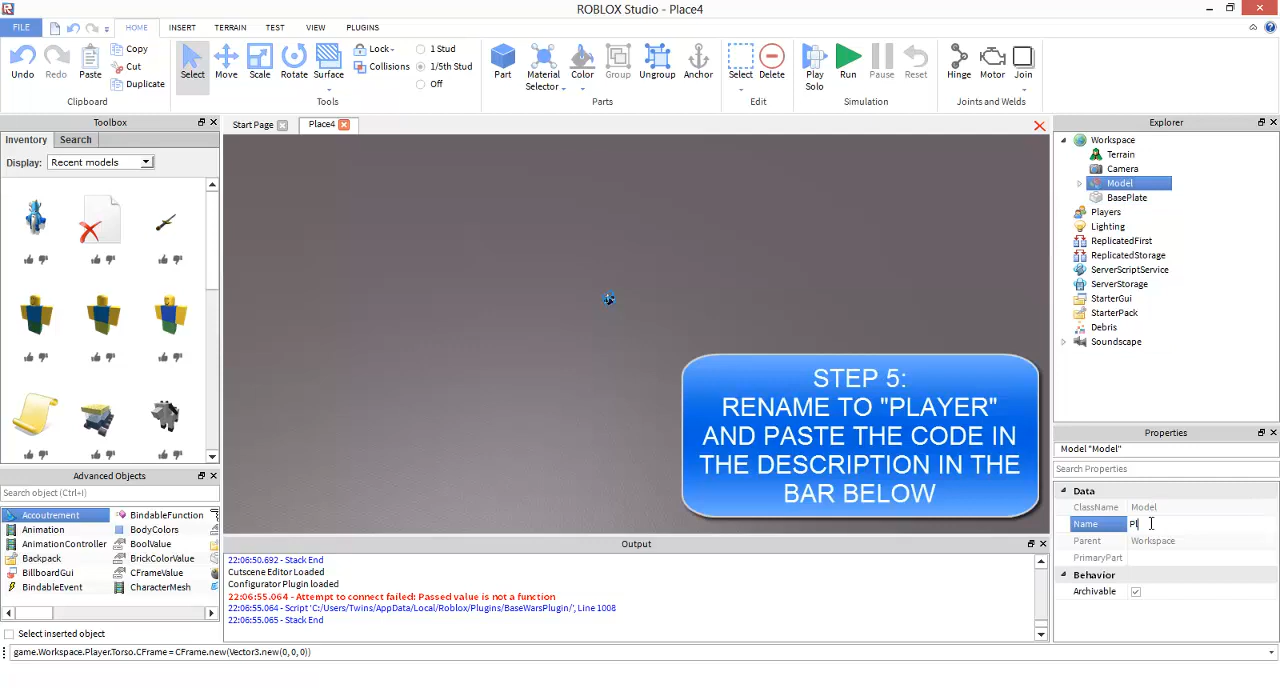 ROBLOX Studio - Place4
FILE
HOME
INSERT
TERRAIN
TEST
VIEW
PLUGINS
Undo
Redo
Paste
Copy
Cut
Duplicate
Clipboard
Select
Move
Scale
Rotate
Surface
Lock
Collisions
1 Stud
1/5th Stud
Off
Tools
Part
Material
Selector
Color
Group
Ungroup
Anchor
Parts
Select
Delete
Edit
Play
Solo
Run
Pause
Reset
Simulation
Hinge
Motor
Join
Joints and Welds
Toolbox
Inventory
Search
Display:
Recent models
Start Page
Place4
STEP 5:
RENAME TO "PLAYER"
AND PASTE THE CODE IN
THE DESCRIPTION IN THE
BAR BELOW
Explorer
Workspace
Terrain
Camera
Model
BasePlate
Players
Lighting
ReplicatedFirst
ReplicatedStorage
ServerScriptService
ServerStorage
StarterGui
StarterPack
Debris
Soundscape
Properties
Model "Model"
Search Properties
Data
ClassName Model
Name Pl
Parent Workspace
PrimaryPart
Behavior
Archivable
Advanced Objects
Search object (Ctrl+I)
Accoutrement
BindableFunction
Animation
BodyColors
AnimationController
BoolValue
Backpack
BrickColorValue
BillboardGui
CFrameValue
BindableEvent
CharacterMesh
Select inserted object
Output
22:06:50.692 - Stack End
Cutscene Editor Loaded
Configurator Plugin loaded
22:06:55.064 - Attempt to connect failed: Passed value is not a function
22:06:55.064 - Script 'C:/Users/Twins/AppData/Local/Roblox/Plugins/BaseWarsPlugin/', Line 1008
22:06:55.065 - Stack End
game.Workspace.Player.Torso.CFrame = CFrame.new(Vector3.new(0, 0, 0))